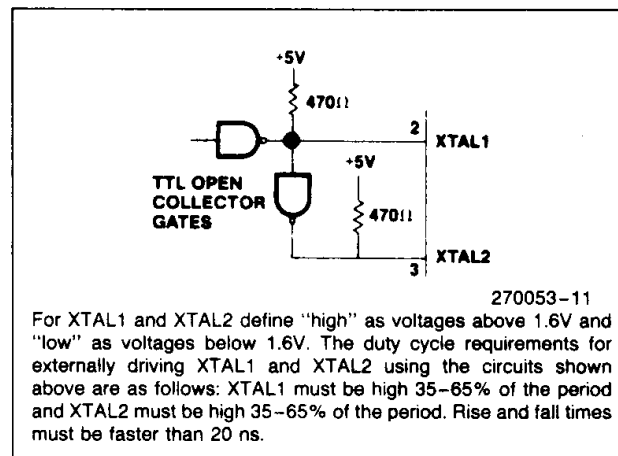 +5V
470Ω
2
XTAL1
+5V
TTL OPEN
COLLECTOR
GATES
470Ω
XTAL2
3
270053-11
For XTAL1 and XTAL2 define "high" as voltages above 1.6V and
"low" as voltages below 1.6V. The duty cycle requirements for
externally driving XTAL1 and XTAL2 using the circuits shown
above are as follows: XTAL1 must be high 35-65% of the period
and XTAL2 must be high 35-65% of the period. Rise and fall times
must be faster than 20 ns.